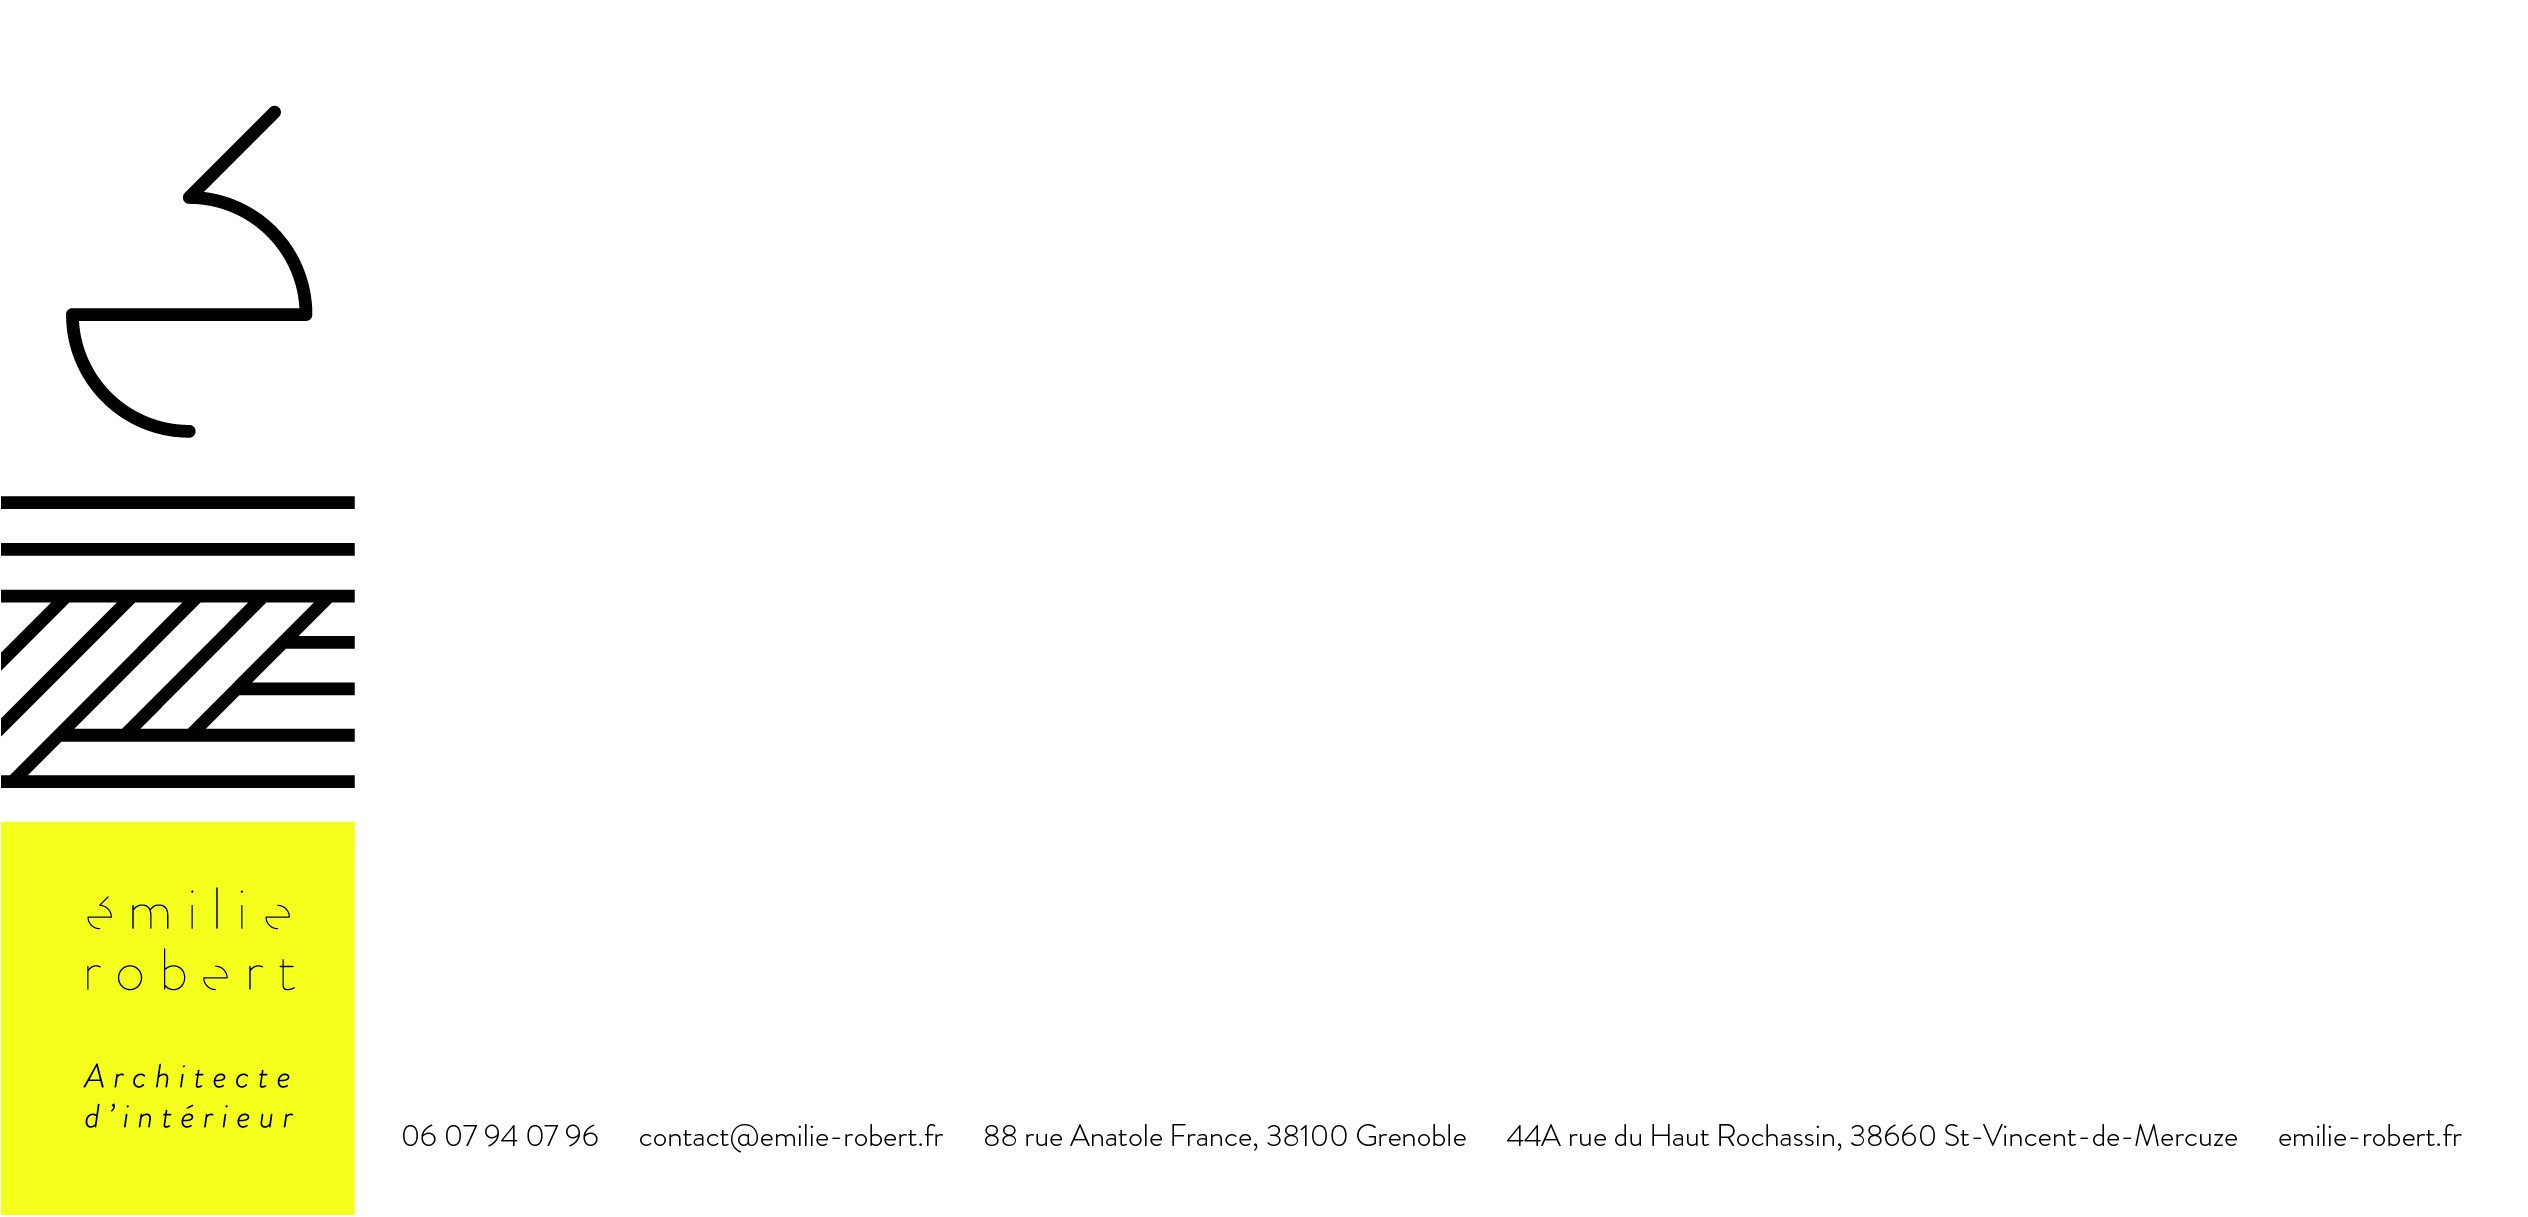 émilie
robert
Architecte
d’intérieur
06 07 94 07 96 contact@emilie-robert.fr 88 rue Anatole France, 38100 Grenoble 44A rue du Haut Rochassin, 38660 St-Vincent-de-Mercuze emilie-robert.fr